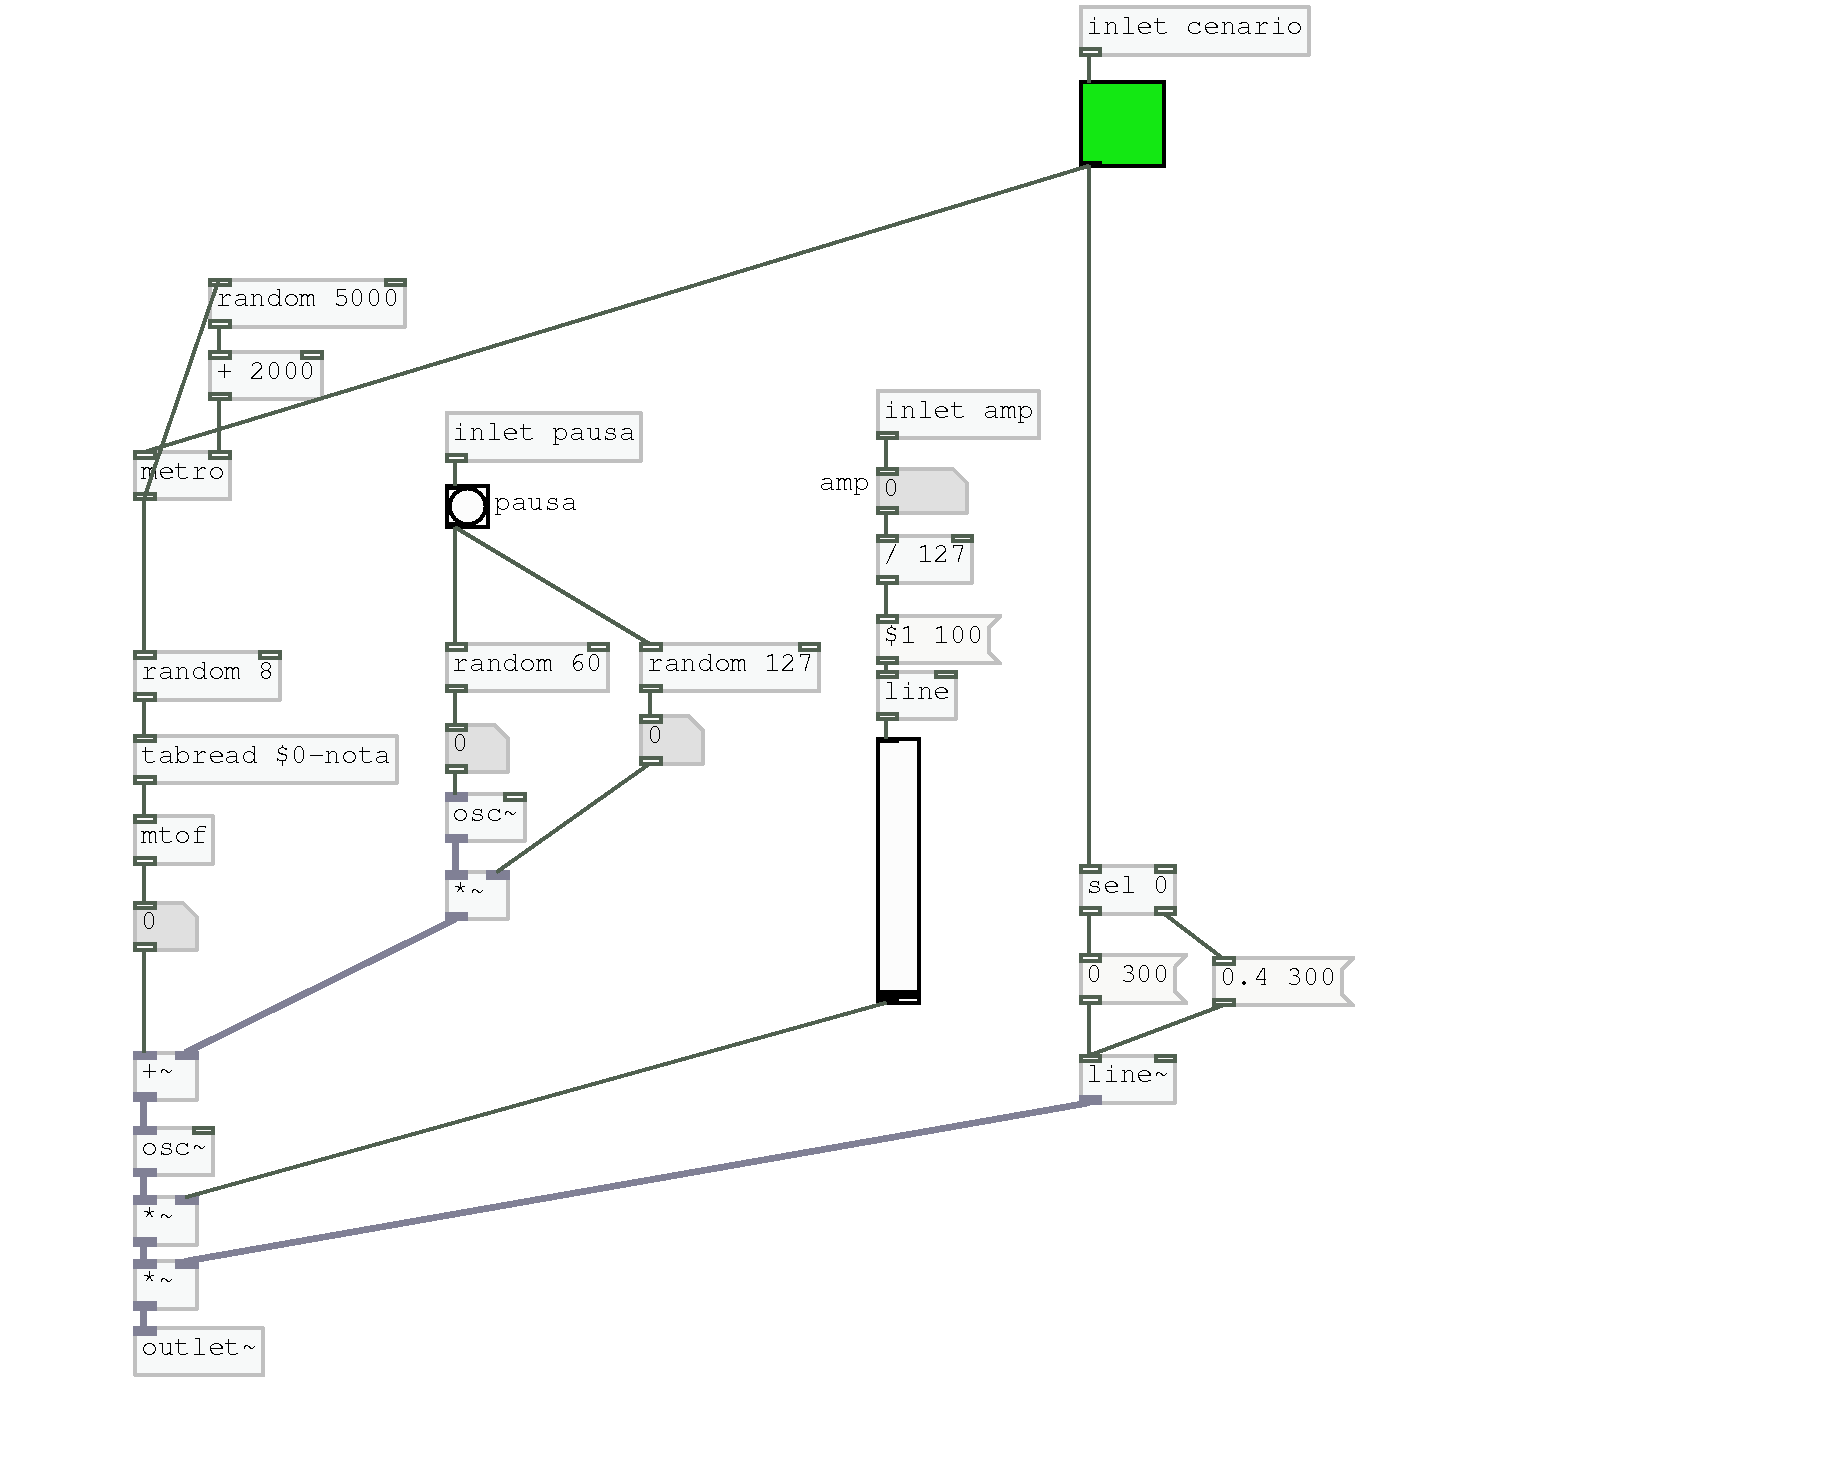 inlet cenario
random 5000
+ 2000
metro
inlet pausa
pausa
inlet amp
amp
0
/ 127
$1 100
line
random 8
random 60
random 127
tabread $0-nota
0
0
mtof
osc~
0
*~
sel 0
0 300
0.4 300
+~
line~
osc~
*~
*~
outlet~